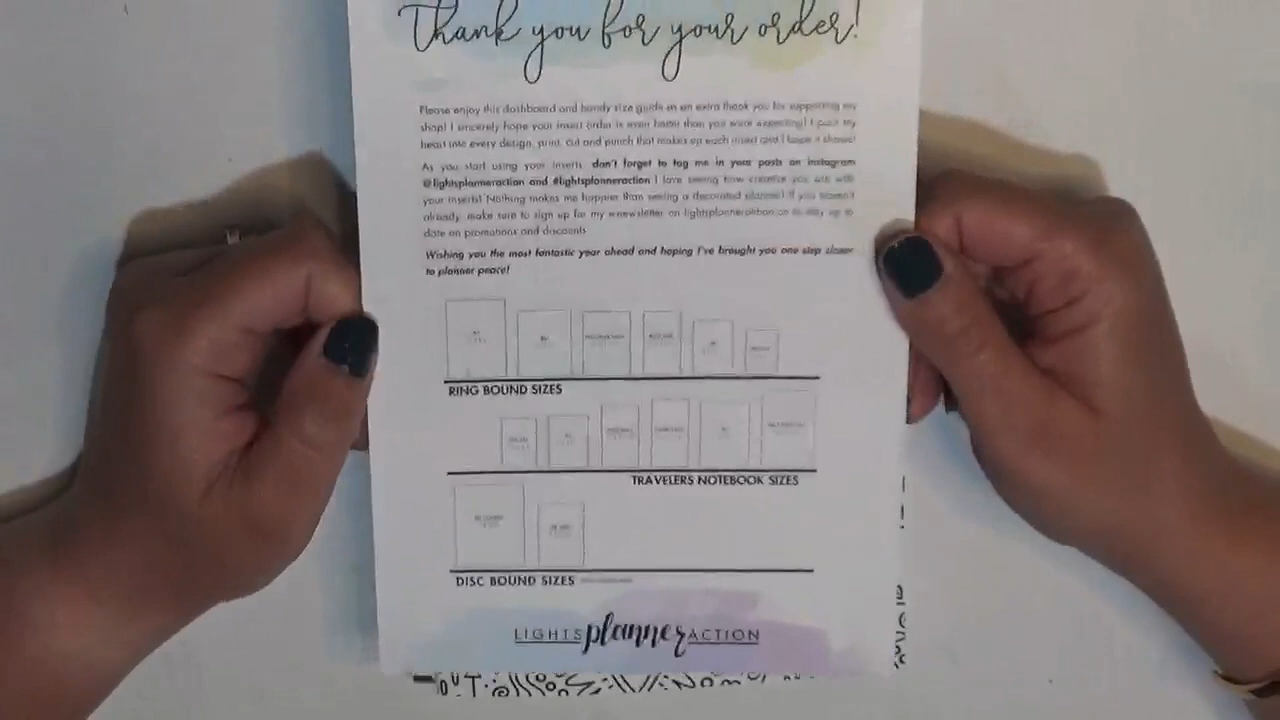 Thank you for your order!
Please enjoy this dashboard and handy size guide as an extra thank you for supporting my
shop! I sincerely hope your insert order is even better than you were expecting! I pour my
heart into every design, print, cut and punch that makes up each insert and I hope it shows!
As you start using your inserts, don't forget to tag me in your posts on instagram
@lightsplanneraction and #lightsplanneraction I love seeing how creative you are with
your inserts! Nothing makes me happier than seeing a decorated planner! If you haven't
already, make sure to sign up for my enewsletter on lightsplanneraction.ca to stay up to
date on promotions and discounts
Wishing you the most fantastic year ahead and hoping I've brought you one step closer
to planner peace!
RING BOUND SIZES
TRAVELERS NOTEBOOK SIZES
DISC BOUND SIZES
LIGHTS planner ACTION